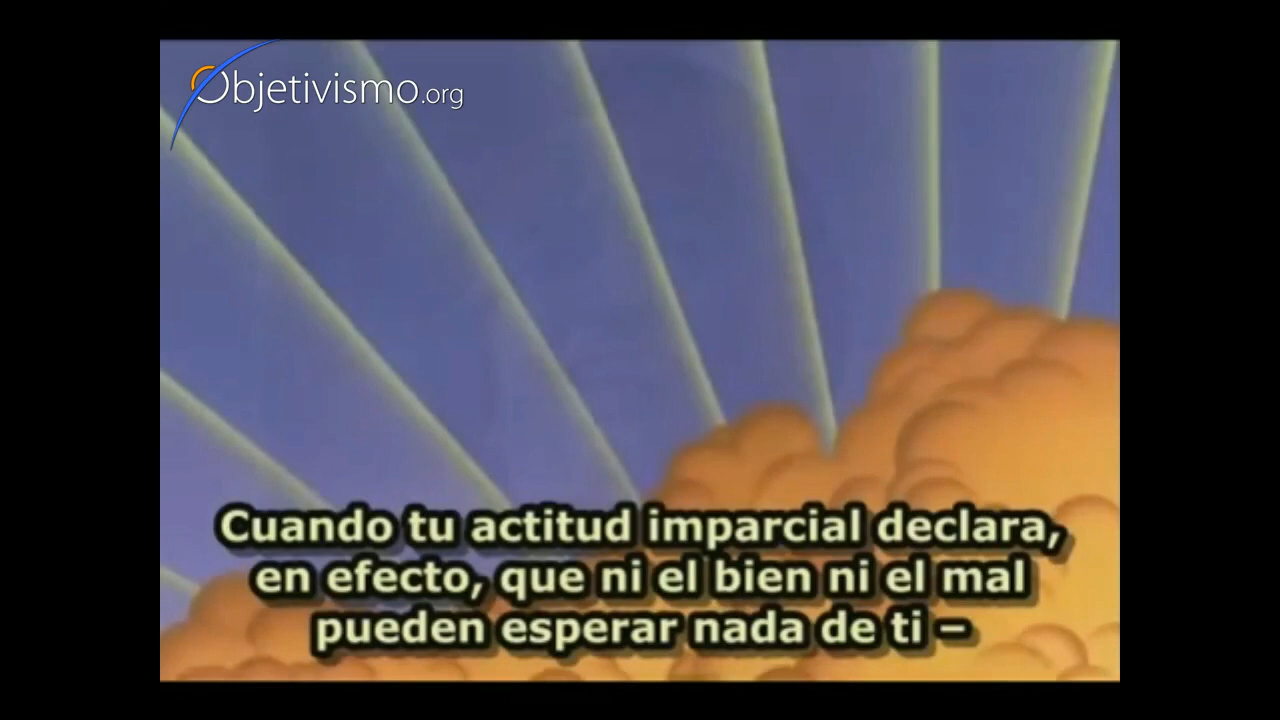 Objetivismo.org
Cuando tu actitud imparcial declara,
en efecto, que ni el bien ni el mal
pueden esperar nada de ti –